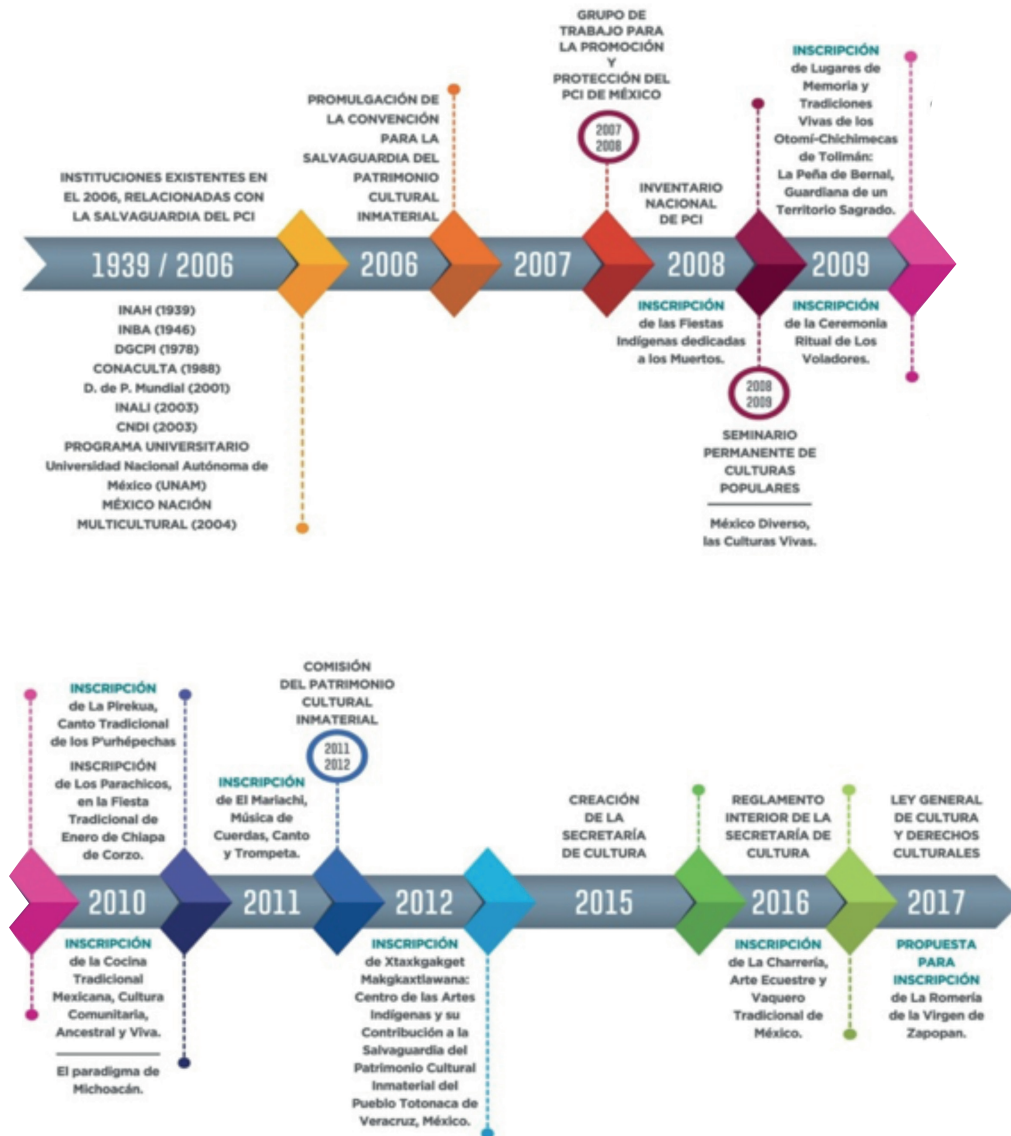 INSTITUCIONES EXISTENTES EN
EL 2006, RELACIONADAS CON
LA SALVAGUARDIA DEL PCI
1939 / 2006
INAH (1939)
INBA (1946)
DGCPI (1978)
CONACULTA (1988)
D. de P. Mundial (2001)
INALI (2003)
CNDI (2003)
PROGRAMA UNIVERSITARIO
Universidad Nacional Autónoma de
México (UNAM)
MÉXICO NACIÓN
MULTICULTURAL (2004)
PROMULGACIÓN DE
LA CONVENCIÓN
PARA LA
SALVAGUARDIA DEL
PATRIMONIO
CULTURAL
INMATERIAL
2006
2007
GRUPO DE
TRABAJO PARA
LA PROMOCIÓN
Y
PROTECCIÓN DEL
PCI DE MÉXICO
2007
2008
INVENTARIO
NACIONAL
DE PCI
2008
INSCRIPCIÓN
de las Fiestas
Indígenas dedicadas
a los Muertos.
2008
2009
SEMINARIO
PERMANENTE DE
CULTURAS
POPULARES
México Diverso,
las Culturas Vivas.
INSCRIPCIÓN
de Lugares de
Memoria y
Tradiciones
Vivas de los
Otomí-Chichimecas
de Tolimán:
La Peña de Bernal,
Guardiana de un
Territorio Sagrado.
2009
INSCRIPCIÓN
de la Ceremonia
Ritual de Los
Voladores.
INSCRIPCIÓN
de La Pirekua,
Canto Tradicional
de los P'urhépechas
INSCRIPCIÓN
de Los Parachicos,
en la Fiesta
Tradicional de
Enero de Chiapa
de Corzo.
2010
INSCRIPCIÓN
de la Cocina
Tradicional
Mexicana, Cultura
Comunitaria,
Ancestral y Viva.
El paradigma de
Michoacán.
INSCRIPCIÓN
de El Mariachi,
Música de
Cuerdas, Canto
y Trompeta.
2011
COMISIÓN
DEL PATRIMONIO
CULTURAL
INMATERIAL
2011
2012
2012
INSCRIPCIÓN
de Xtaxkgakget
Makgkaxtlawana:
Centro de las Artes
Indígenas y su
Contribución a la
Salvaguardia del
Patrimonio Cultural
Inmaterial del
Pueblo Totonaca de
Veracruz, México.
CREACIÓN
DE LA
SECRETARÍA
DE CULTURA
2015
REGLAMENTO
INTERIOR DE LA
SECRETARÍA DE
CULTURA
2016
INSCRIPCIÓN
de La Charrería,
Arte Ecuestre y
Vaquero
Tradicional de
México.
LEY GENERAL
DE CULTURA
Y DERECHOS
CULTURALES
2017
PROPUESTA
PARA
INSCRIPCIÓN
de La Romería
de la Virgen de
Zapopan.